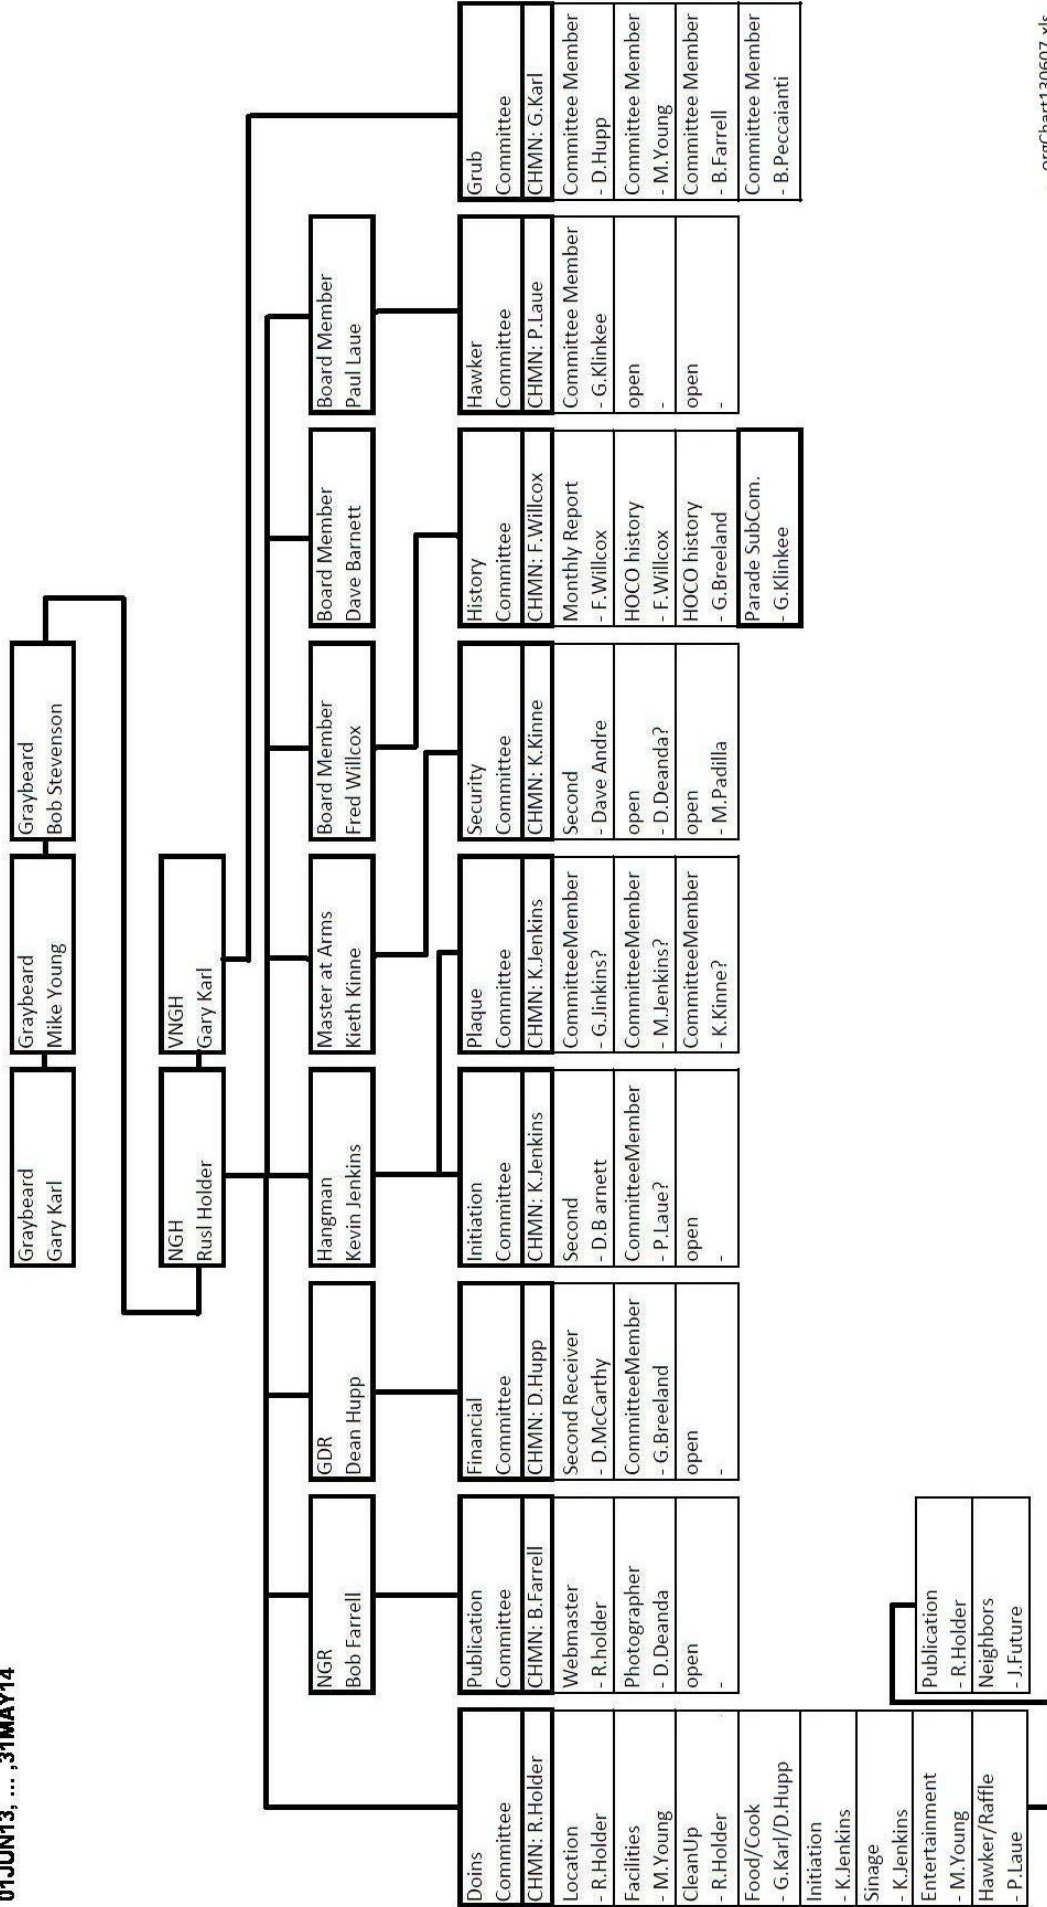 01JUN13, ... ,31MAY14
Graybeard
Gary Karl
Graybeard
Mike Young
Graybeard
Bob Stevenson
NGH
Rusl Holder
VNGH
Gary Karl
NGR
Bob Farrell
GDR
Dean Hupp
Hangman
Kevin Jenkins
Master at Arms
Kieth Kinne
Board Member
Fred Willcox
Board Member
Dave Barnett
Board Member
Paul Laue
Doins
Committee
CHMN: R.Holder
Location
- R.Holder
Facilities
- M.Young
CleanUp
- R.Holder
Food/Cook
- G.Karl/D.Hupp
Initiation
- K.Jenkins
Sinage
- K.Jenkins
Entertainment
- M.Young
Hawker/Raffle
- P.Laue
Publication
- R.Holder
Neighbors
- J.Future
Publication
Committee
CHMN: B.Farrell
Webmaster
- R.holder
Photographer
- D.Deanda
open
-
Financial
Committee
CHMN: D.Hupp
Second Receiver
- D.McCarthy
CommitteeMember
- G.Breeland
open
-
Initiation
Committee
CHMN: K.Jenkins
Second
- D.B arnett
CommitteeMember
- P.Laue?
open
-
Plaque
Committee
CHMN: K.Jenkins
CommitteeMember
- G.Jinkins?
CommitteeMember
- M.Jenkins?
CommitteeMember
- K.Kinne?
Security
Committee
CHMN: K.Kinne
Second
- Dave Andre
open
- D.Deanda?
open
- M.Padilla
History
Committee
CHMN: F.Willcox
Monthly Report
- F.Willcox
HOCO history
- F.Willcox
HOCO history
- G.Breeland
Parade SubCom.
- G.Klinkee
Hawker
Committee
CHMN: P.Laue
Committee Member
- G.Klinkee
open
-
open
-
Grub
Committee
CHMN: G.Karl
Committee Member
- D.Hupp
Committee Member
- M.Young
Committee Member
- B.Farrell
Committee Member
- B.Peccaianti
orgChart130607.xls